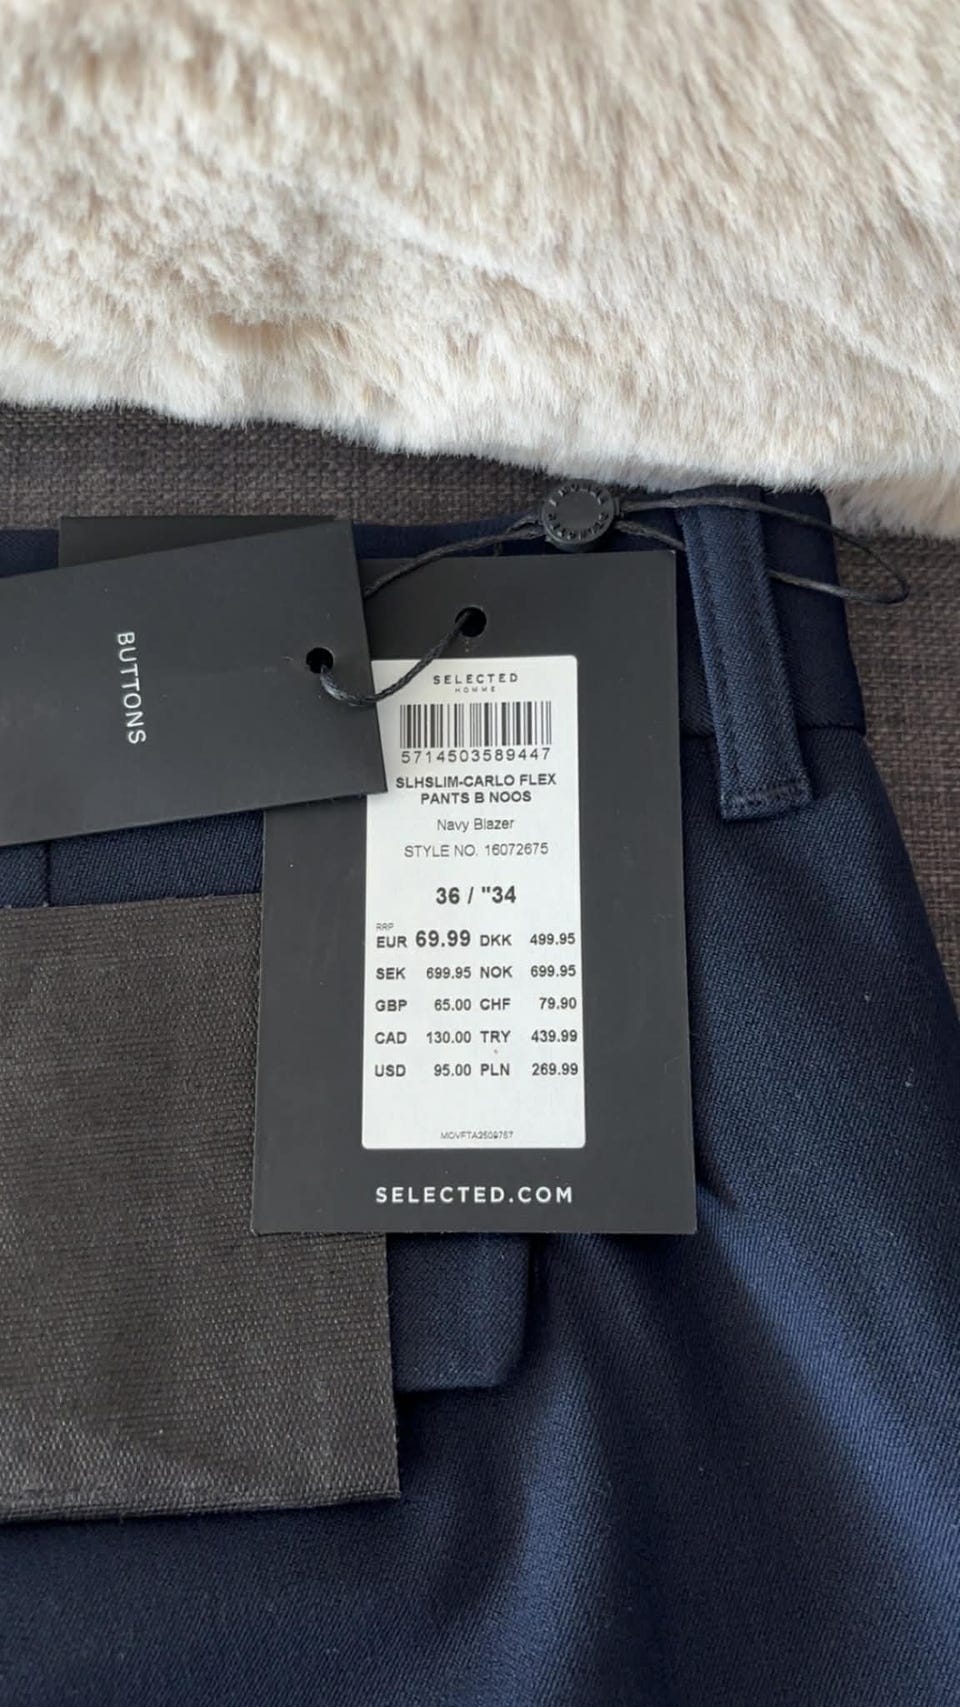 BUTTONS
SELECTED
HOMME
5714503589447
SLHSLIM-CARLO FLEX
PANTS B NOOS
Navy Blazer
STYLE NO. 16072675
36 / "34
RRP
EUR 69.99 DKK 499.95
SEK 699.95 NOK 699.95
GBP 65.00 CHF 79.90
CAD 130.00 TRY 439.99
USD 95.00 PLN 269.99
SELECTED.COM